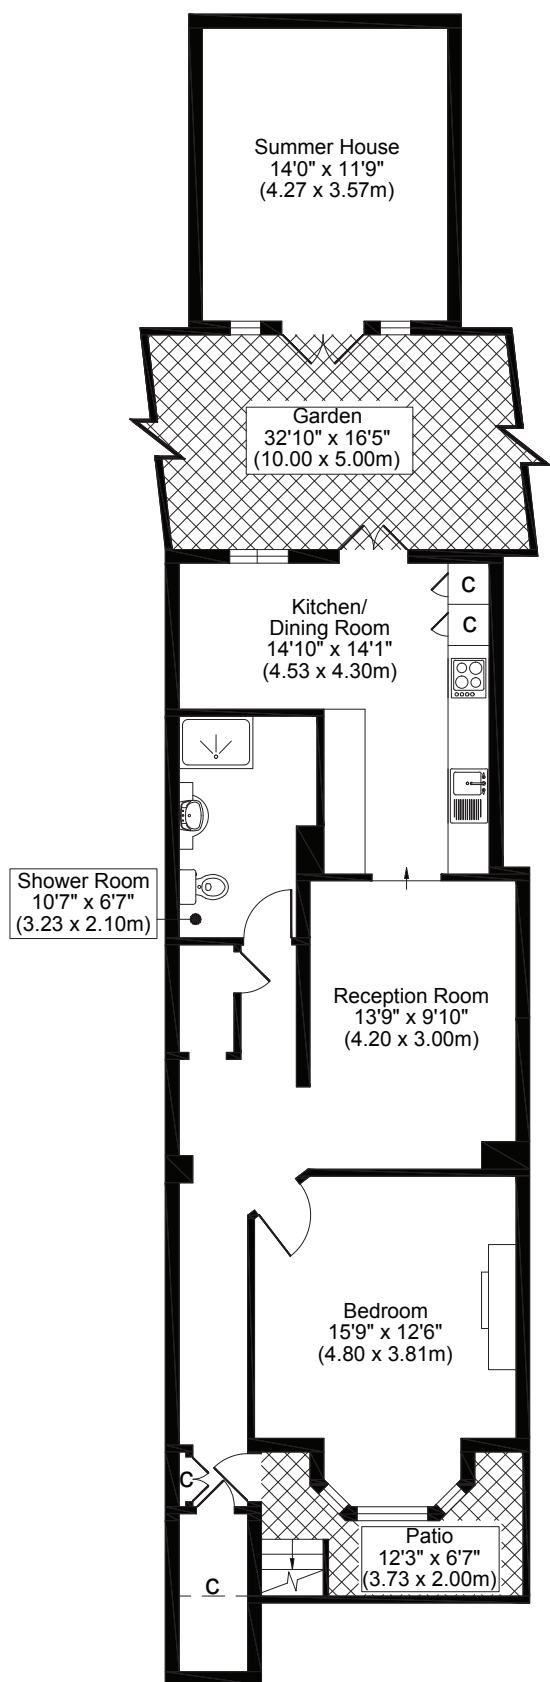 Summer House
14'0" x 11'9"
(4.27 x 3.57m)
Garden
32'10" x 16'5"
(10.00 x 5.00m)
C
C
Kitchen/
Dining Room
14'10" x 14'1"
(4.53 x 4.30m)
Shower Room
10'7" x 6'7"
(3.23 x 2.10m)
Reception Room
13'9" x 9'10"
(4.20 x 3.00m)
Bedroom
15'9" x 12'6"
(4.80 x 3.81m)
C
Patio
12'3" x 6'7"
(3.73 x 2.00m)
C